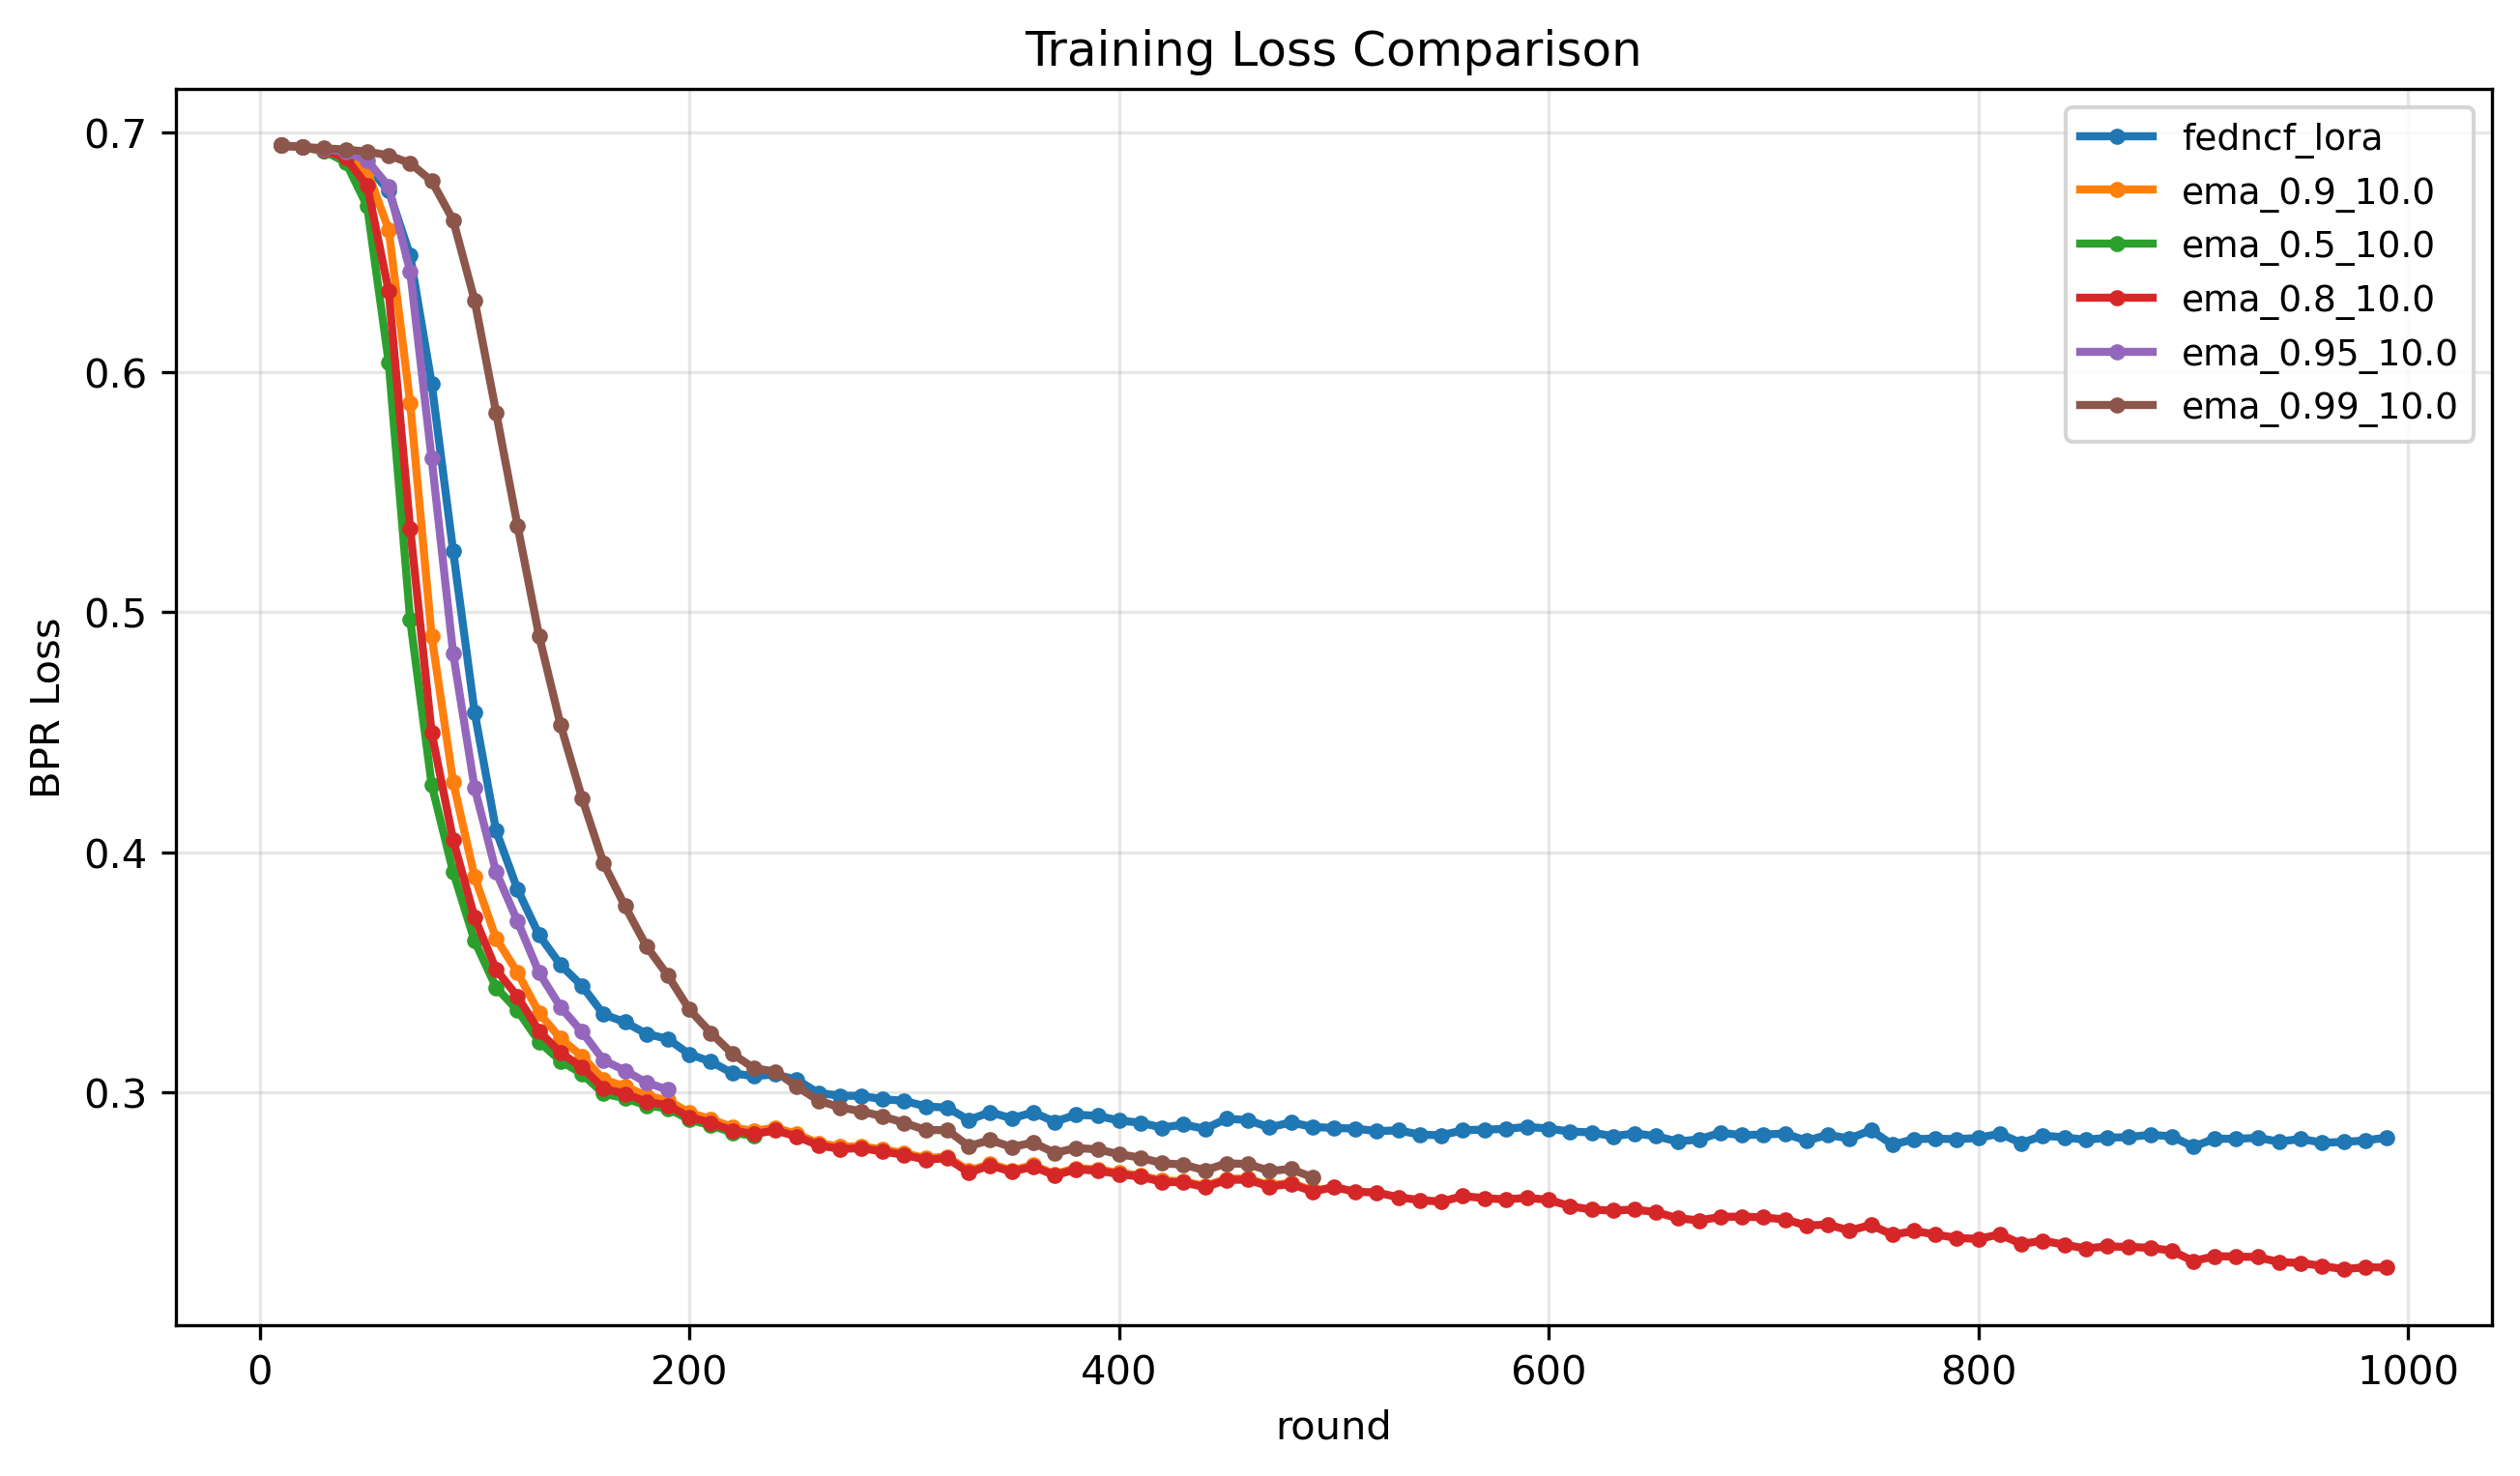 Training Loss Comparison
BPR Loss
0.7
0.6
0.5
0.4
0.3
0
200
400
600
800
1000
round
fedncf_lora
ema_0.9_10.0
ema_0.5_10.0
ema_0.8_10.0
ema_0.95_10.0
ema_0.99_10.0